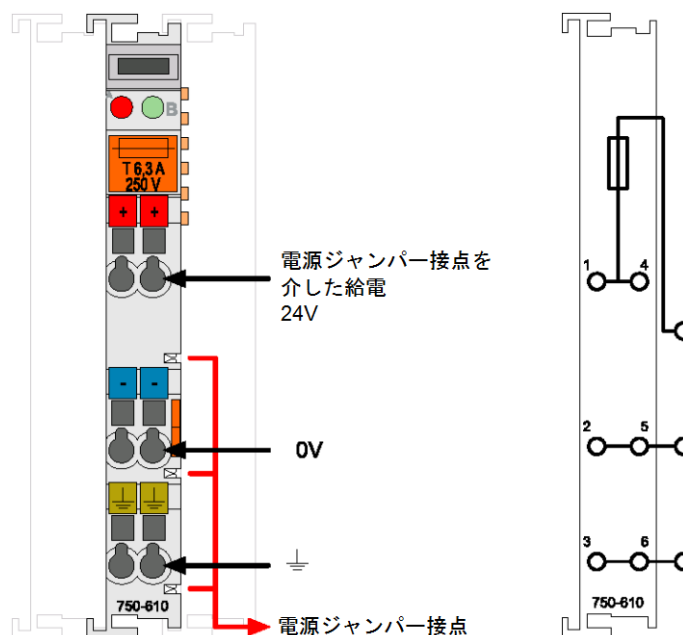 B
T 6,3 A
250 V
+ +
電源ジャンパー接点を
介した給電
24V
- -
0V
750-610
電源ジャンパー接点
1 4
2 5
3 6
750-610